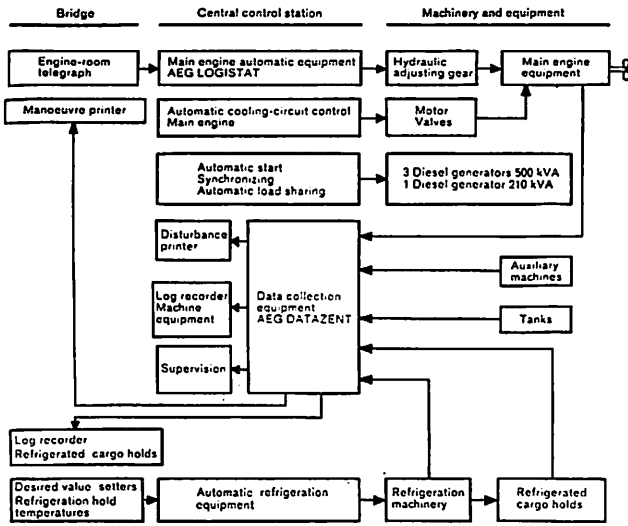 Bridge
Central control station
Machinery and equipment
Engine-room
telegraph
Main engine automatic equipment
AEG LOGISTAT
Hydraulic
adjusting gear
Main engine
equipment
Manoeuvre printer
Automatic cooling-circuit control
Main engine
Motor
Valves
Automatic start
Synchronizing
Automatic load sharing
3 Diesel generators 500 kVA
1 Diesel generator 210 kVA
Disturbance
printer
Log recorder
Machine
equipment
Supervision
Data collection
equipment
AEG DATAZENT
Auxiliary
machines
Tanks
Log recorder
Refrigerated cargo holds
Desired value setters
Refrigeration hold
temperatures
Automatic refrigeration
equipment
Refrigeration
machinery
Refrigerated
cargo holds